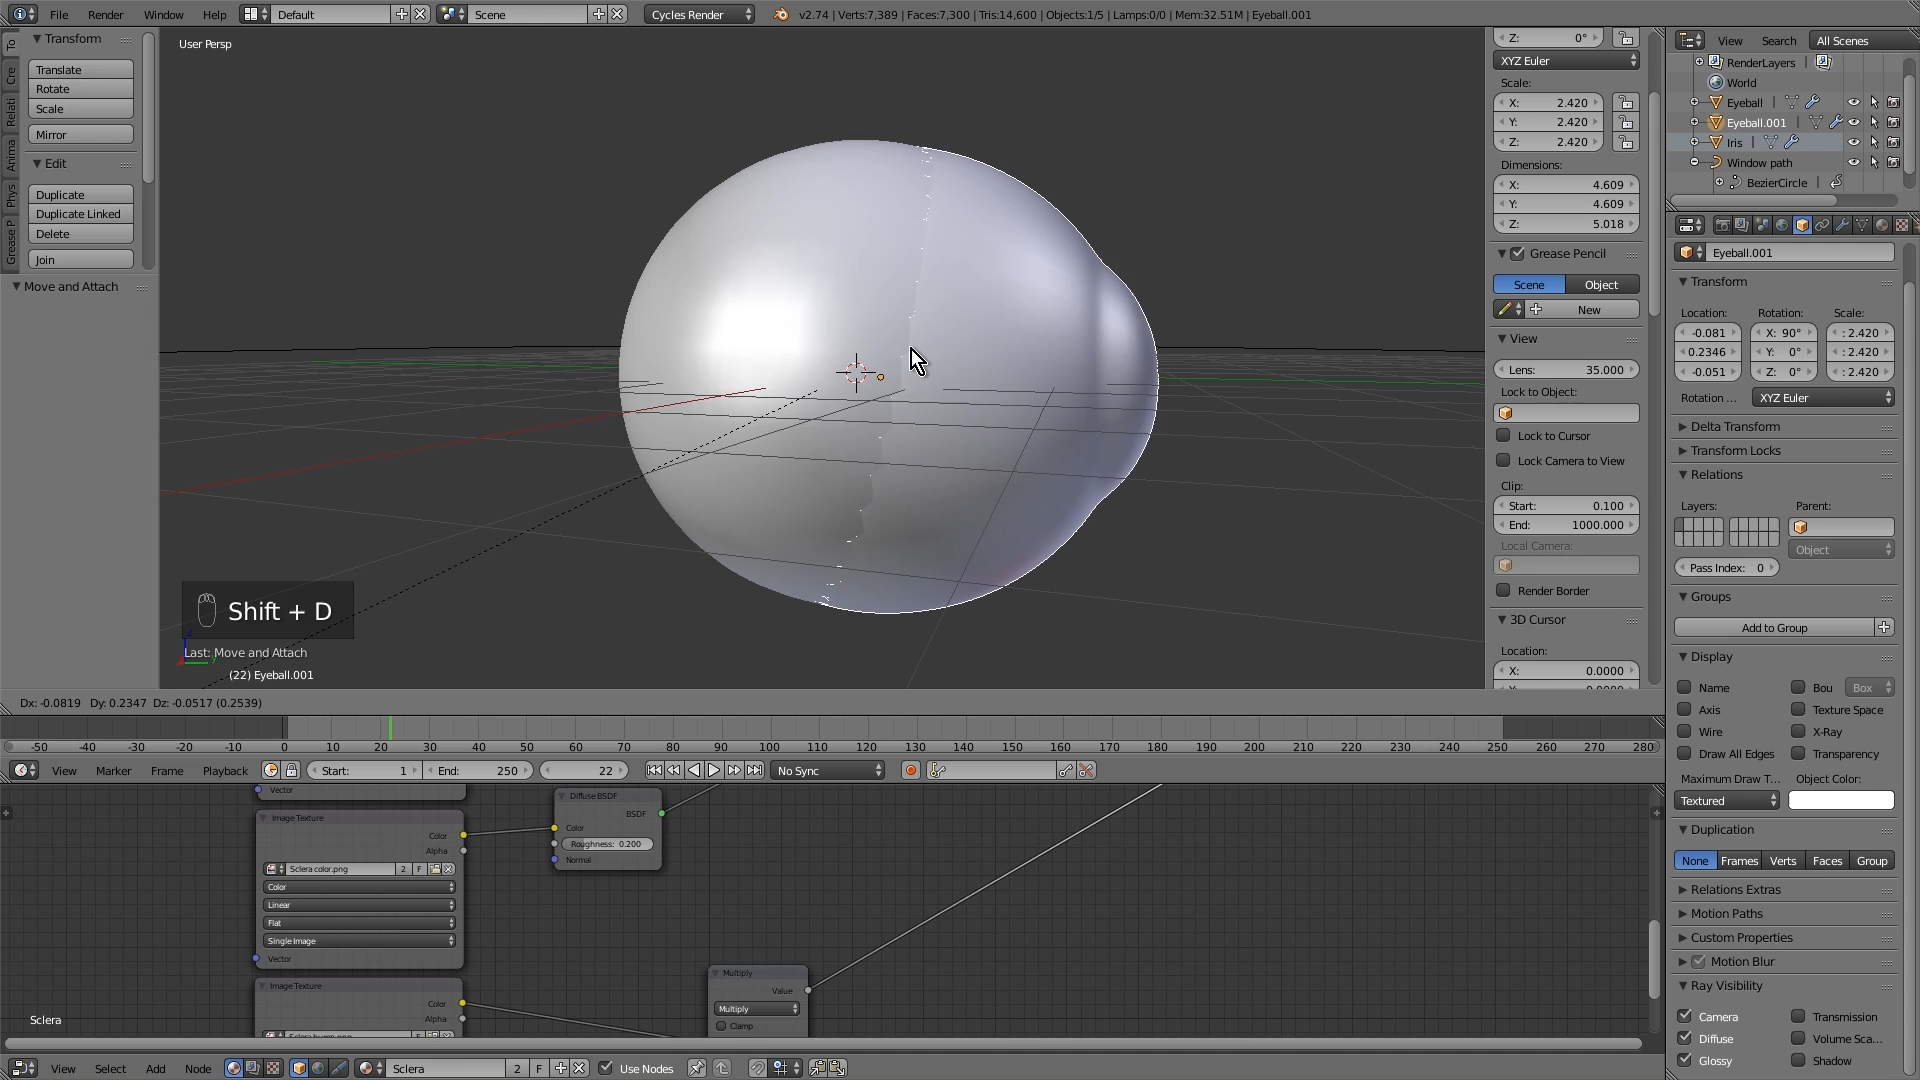 File Render Window Help Default Scene Cycles Render v2.74 | Verts:7,389 | Faces:7,300 | Tris:14,600 | Objects:1/5 | Lamps:0/0 | Mem:32.51M | Eyeball.001
Transform
Translate
Rotate
Scale
Mirror
Edit
Duplicate
Duplicate Linked
Delete
Join
Move and Attach
To
Cre
Relati
Anima
Phys
Grease P
User Persp
Shift + D
Last: Move and Attach
(22) Eyeball.001
Dx: -0.0819 Dy: 0.2347 Dz: -0.0517 (0.2539)
Z: 0°
XYZ Euler
Scale:
X: 2.420
Y: 2.420
Z: 2.420
Dimensions:
X: 4.609
Y: 4.609
Z: 5.018
Grease Pencil
Scene Object
New
View
Lens: 35.000
Lock to Object:
Lock to Cursor
Lock Camera to View
Clip:
Start: 0.100
End: 1000.000
Local Camera:
Render Border
3D Cursor
Location:
X: 0.0000
View Search All Scenes
RenderLayers |
World
Eyeball
Eyeball.001
Iris
Window path
BezierCircle
Eyeball.001
Transform
Location: Rotation: Scale:
-0.081 X: 90° : 2.420
0.2346 Y: 0° : 2.420
-0.051 Z: 0° : 2.420
Rotation ... XYZ Euler
Delta Transform
Transform Locks
Relations
Layers: Parent:
Object
Pass Index: 0
Groups
Add to Group
Display
Name Bou Box
Axis Texture Space
Wire X-Ray
Draw All Edges Transparency
Maximum Draw T... Object Color:
Textured
Duplication
None Frames Verts Faces Group
Relations Extras
Motion Paths
Custom Properties
Motion Blur
Ray Visibility
Camera Transmission
Diffuse Volume Sca...
Glossy Shadow
-50 -40 -30 -20 -10 0 10 20 30 40 50 60 70 80 90 100 110 120 130 140 150 160 170 180 190 200 210 220 230 240 250 260 270 280
View Marker Frame Playback Start: 1 End: 250 22 No Sync
Vector
Image Texture
Color
Alpha
Sclera color.png 2 F
Color
Linear
Flat
Single Image
Vector
Image Texture
Color
Alpha
Diffuse BSDF
BSDF
Color
Roughness: 0.200
Normal
Multiply
Value
Multiply
Clamp
Sclera
View Select Add Node Sclera 2 F Use Nodes